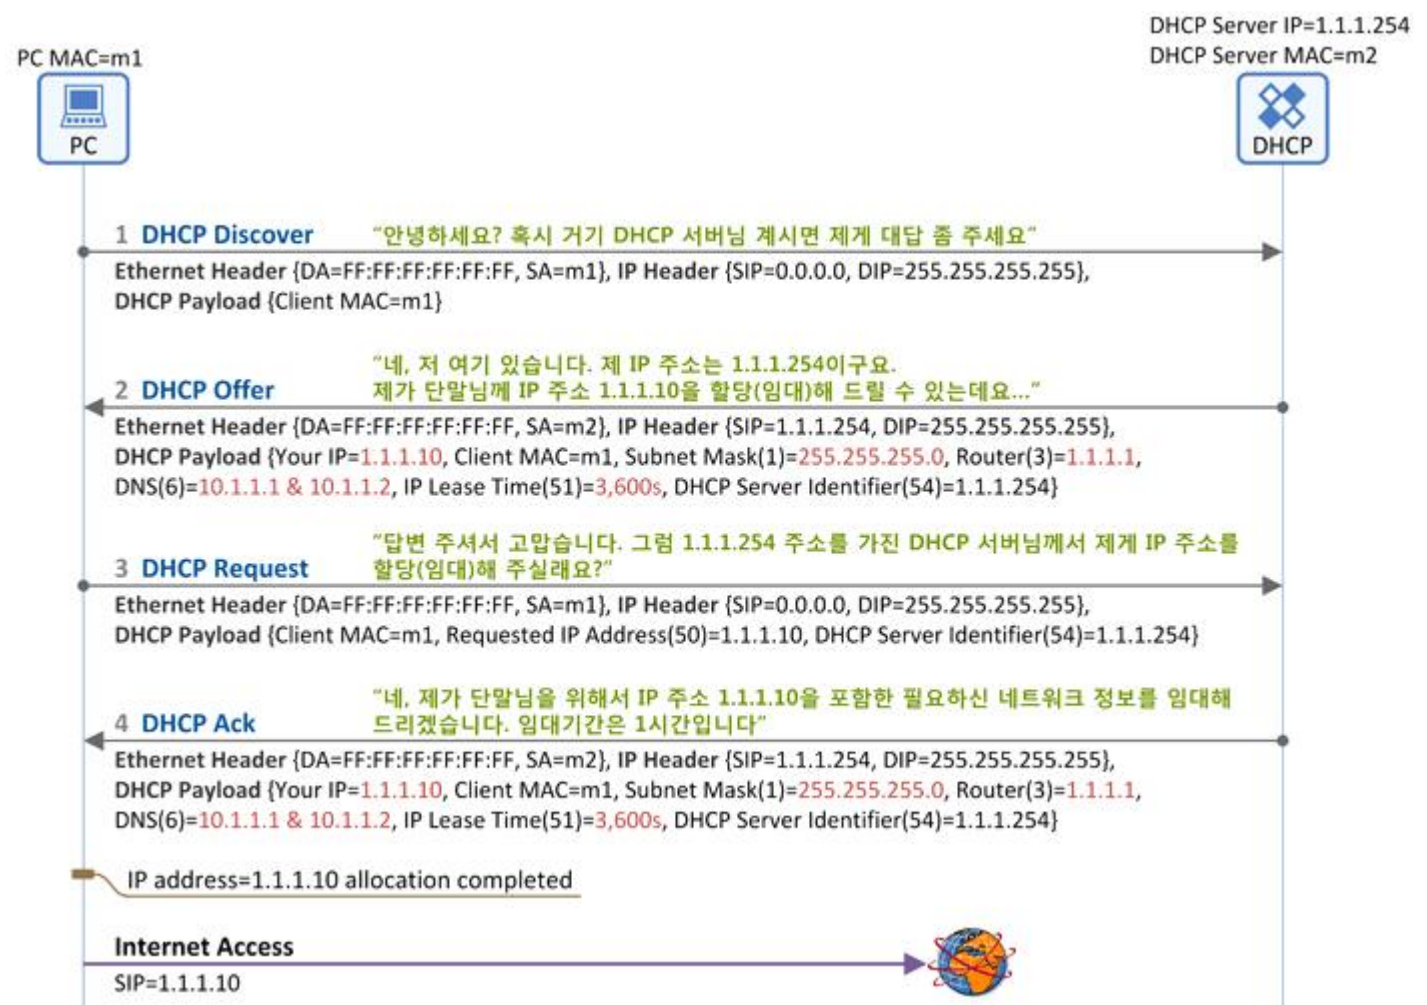 DHCP Server IP=1.1.1.254
DHCP Server MAC=m2
PC MAC=m1
PC
DHCP
1 DHCP Discover "안녕하세요? 혹시 거기 DHCP 서버님 계시면 제게 대답 좀 주세요"
Ethernet Header {DA=FF:FF:FF:FF:FF:FF, SA=m1}, IP Header {SIP=0.0.0.0, DIP=255.255.255.255},
DHCP Payload {Client MAC=m1}
"네, 저 여기 있습니다. 제 IP 주소는 1.1.1.254이구요.
2 DHCP Offer 제가 단말님께 IP 주소 1.1.1.10을 할당(임대)해 드릴 수 있는데요..."
Ethernet Header {DA=FF:FF:FF:FF:FF:FF, SA=m2}, IP Header {SIP=1.1.1.254, DIP=255.255.255.255},
DHCP Payload {Your IP=1.1.1.10, Client MAC=m1, Subnet Mask(1)=255.255.255.0, Router(3)=1.1.1.1,
DNS(6)=10.1.1.1 & 10.1.1.2, IP Lease Time(51)=3,600s, DHCP Server Identifier(54)=1.1.1.254}
"답변 주셔서 고맙습니다. 그럼 1.1.1.254 주소를 가진 DHCP 서버님께서 제게 IP 주소를
3 DHCP Request 할당(임대)해 주실래요?"
Ethernet Header {DA=FF:FF:FF:FF:FF:FF, SA=m1}, IP Header {SIP=0.0.0.0, DIP=255.255.255.255},
DHCP Payload {Client MAC=m1, Requested IP Address(50)=1.1.1.10, DHCP Server Identifier(54)=1.1.1.254}
"네, 제가 단말님을 위해서 IP 주소 1.1.1.10을 포함한 필요하신 네트워크 정보를 임대해
4 DHCP Ack 드리겠습니다. 임대기간은 1시간입니다"
Ethernet Header {DA=FF:FF:FF:FF:FF:FF, SA=m2}, IP Header {SIP=1.1.1.254, DIP=255.255.255.255},
DHCP Payload {Your IP=1.1.1.10, Client MAC=m1, Subnet Mask(1)=255.255.255.0, Router(3)=1.1.1.1,
DNS(6)=10.1.1.1 & 10.1.1.2, IP Lease Time(51)=3,600s, DHCP Server Identifier(54)=1.1.1.254}
IP address=1.1.1.10 allocation completed
Internet Access
SIP=1.1.1.10